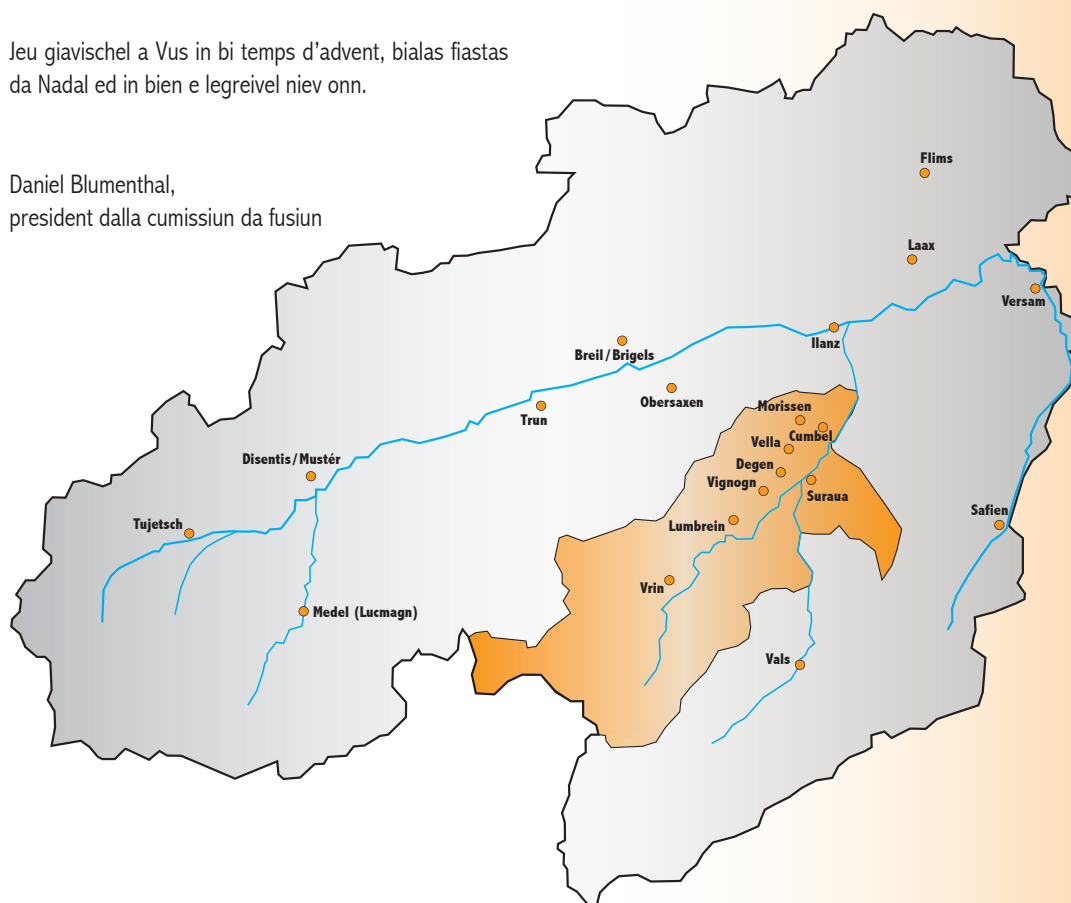 Jeu giavischel a Vus in bi temps d’advent, bialas fiastas
da Nadal ed in bien e legreivel niev onn.
Daniel Blumenthal,
president dalla cumissiun da fusiun
Flims
Laax
Versam
Ilanz
Breil/Brigels
Obersaxen
Trun
Morissen
Cumbel
Vella
Degen
Vignogn
Suraua
Disentis/Mustér
Tujetsch
Lumbrein
Safien
Vrin
Medel (Lucmagn)
Vals